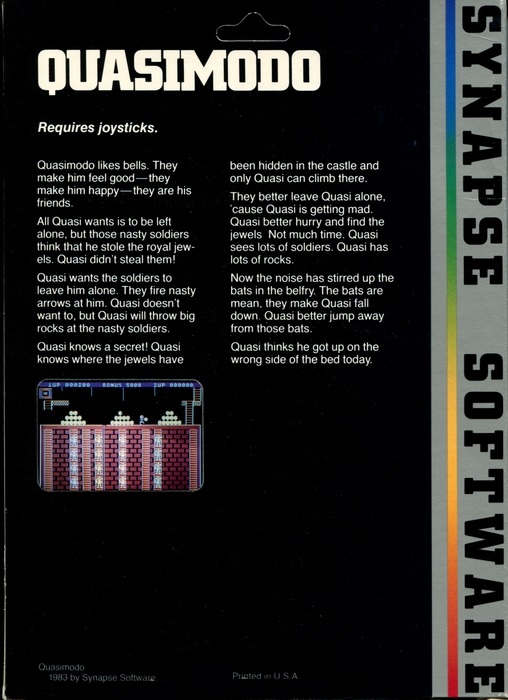 QUASIMODO
Requires joysticks.
Quasimodo likes bells. They
make him feel good—they
make him happy—they are his
friends.
All Quasi wants is to be left
alone, but those nasty soldiers
think that he stole the royal jew-
els. Quasi didn't steal them!
Quasi wants the soldiers to
leave him alone. They fire nasty
arrows at him. Quasi doesn't
want to, but Quasi will throw big
rocks at the nasty soldiers.
Quasi knows a secret! Quasi
knows where the jewels have
been hidden in the castle and
only Quasi can climb there.
They better leave Quasi alone,
'cause Quasi is getting mad.
Quasi better hurry and find the
jewels. Not much time. Quasi
sees lots of soldiers. Quasi has
lots of rocks.
Now the noise has stirred up the
bats in the belfry. The bats are
mean, they make Quasi fall
down. Quasi better jump away
from those bats.
Quasi thinks he got up on the
wrong side of the bed today.
1UP 000200 BONUS 5000 2UP 000000
Quasimodo
1983 by Synapse Software
Printed in U.S.A.
SYNAPSE SOFTWARE